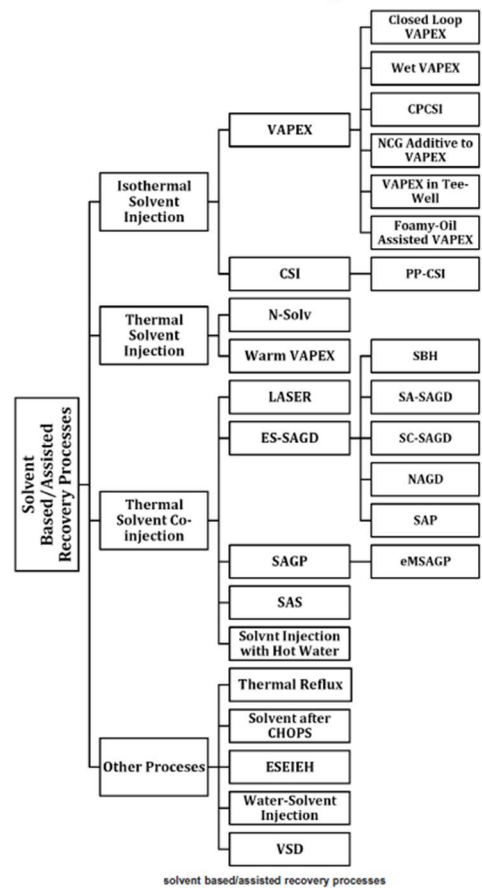 Closed Loop
VAPEX
Wet VAPEX
CPCSI
VAPEX
NCG Additive to
VAPEX
Isothermal
Solvent
Injection
VAPEX in Tee-
Well
Foamy-Oil
Assisted VAPEX
CSI
PP-CSI
N-Solv
Thermal
Solvent
Injection
Warm VAPEX
SBH
LASER
SA-SAGD
ES-SAGD
SC-SAGD
Solvent
Based/Assisted
Recovery Processes
NAGD
Thermal
Solvent Co-
injection
SAP
SAGP
eMSAGP
SAS
Solvnt Injection
with Hot Water
Thermal Reflux
Solvent after
CHOPS
Other Proceses
ESEIEH
Water-Solvent
Injection
VSD
solvent based/assisted recovery processes